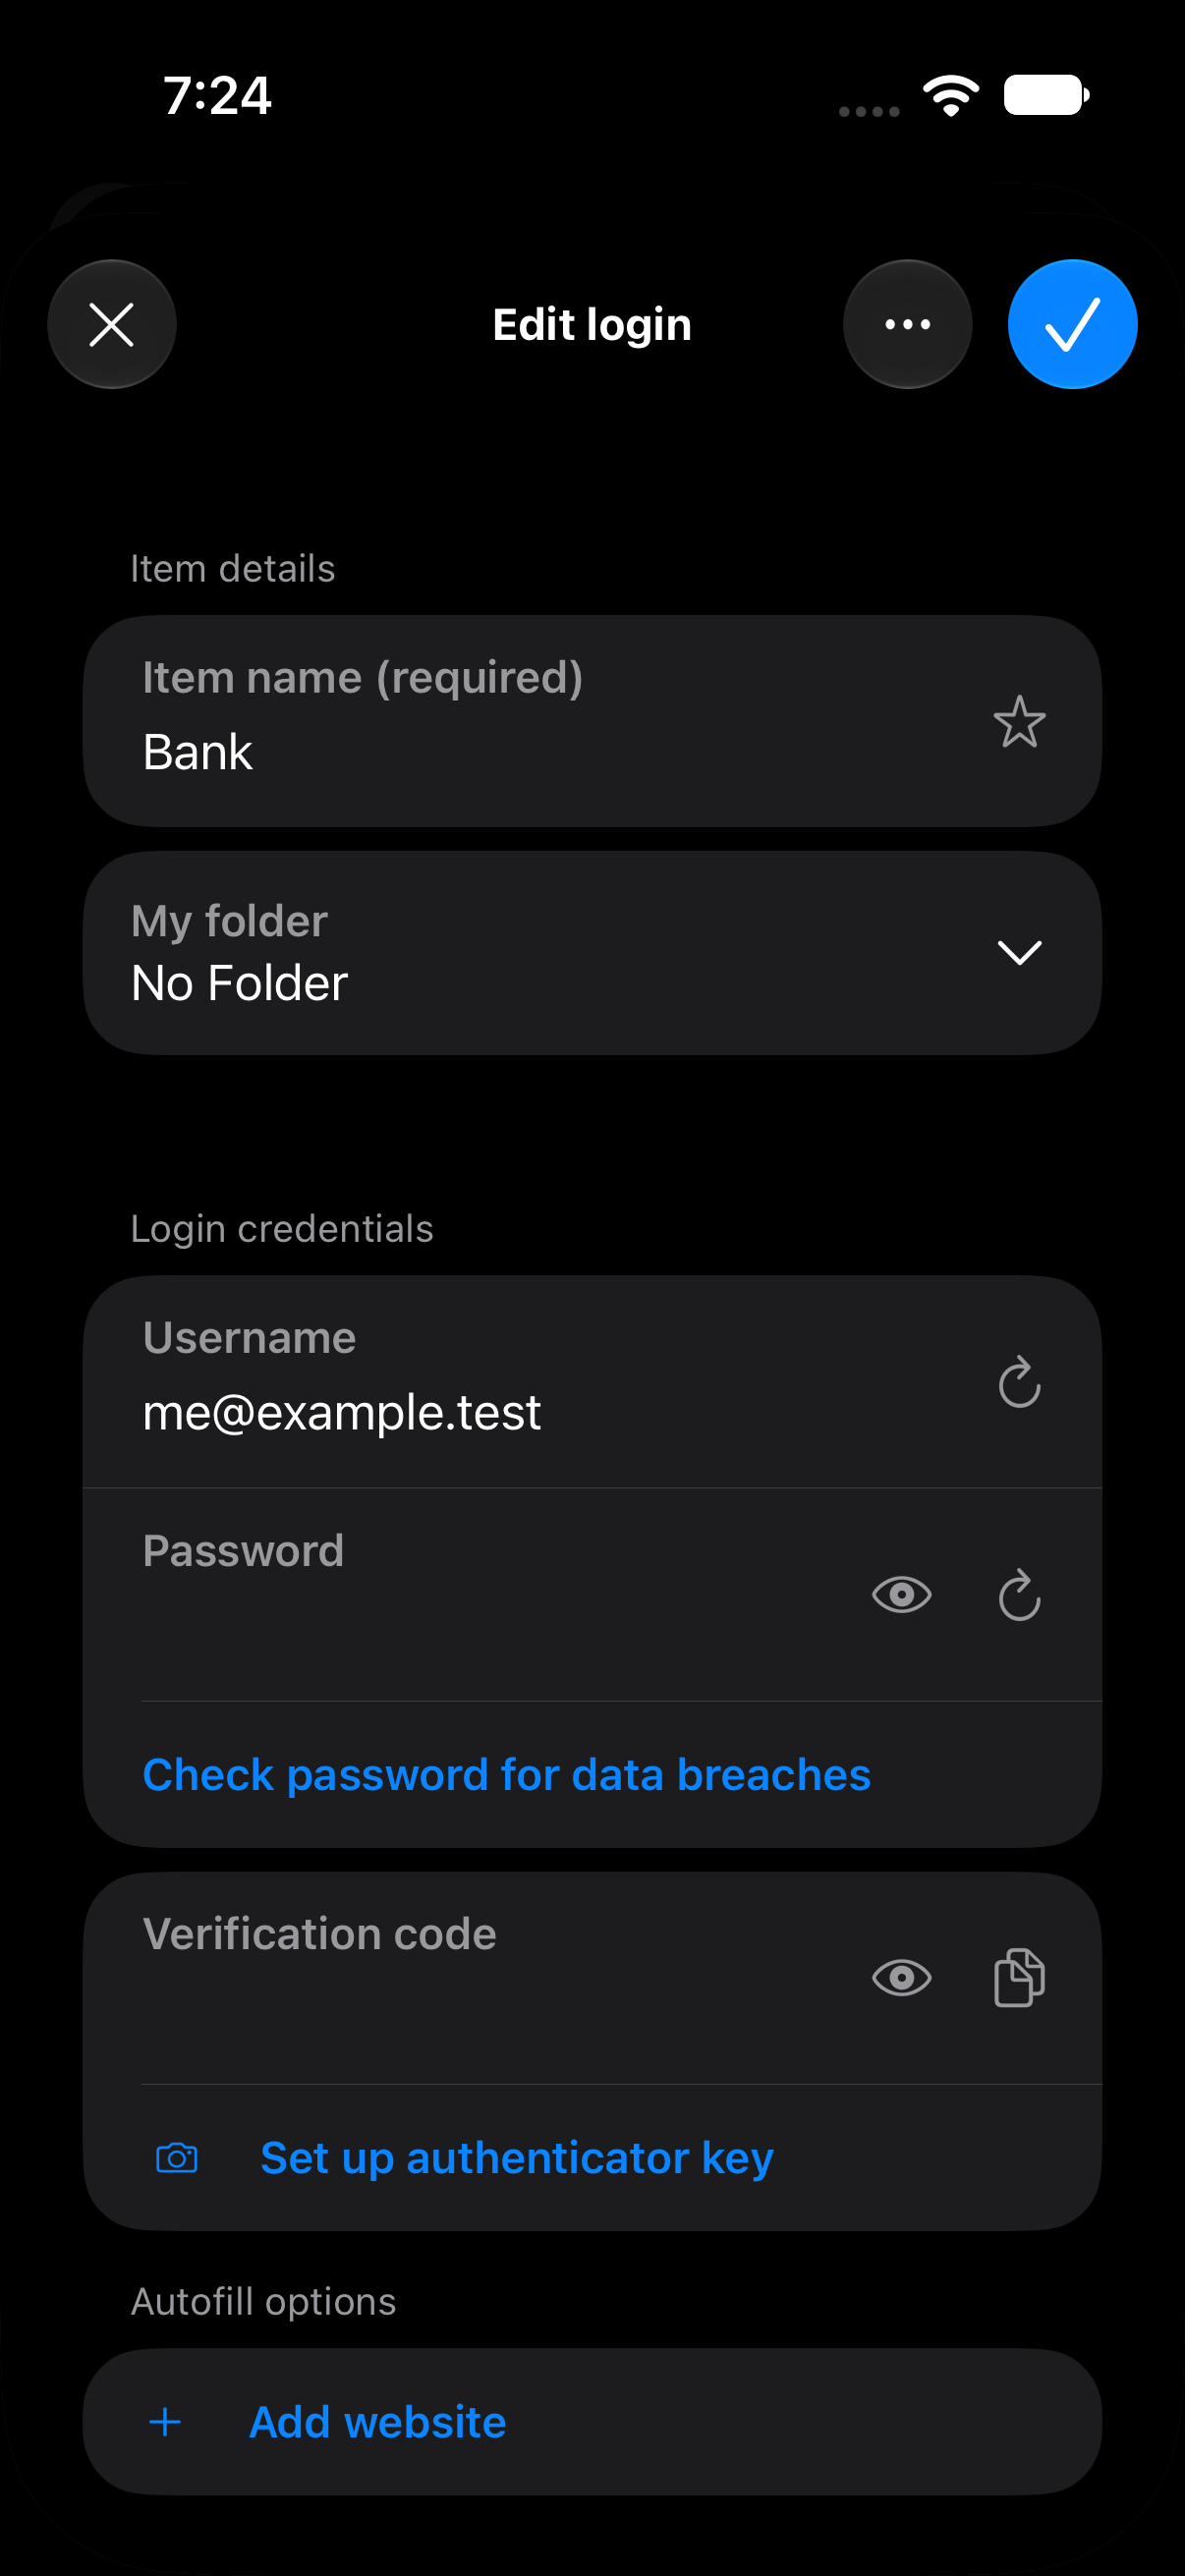 7:24
Edit login
Item details
Item name (required)
Bank
My folder
No Folder
Login credentials
Username
me@example.test
Password
Check password for data breaches
Verification code
Set up authenticator key
Autofill options
Add website